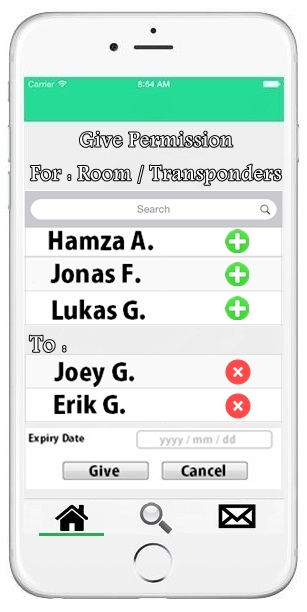 Carrier 8:54 AM
Give Permission
For : Room / Transponders
Search
Hamza A.
Jonas F.
Lukas G.
To :
Joey G.
Erik G.
Expiry Date yyyy / mm / dd
Give Cancel